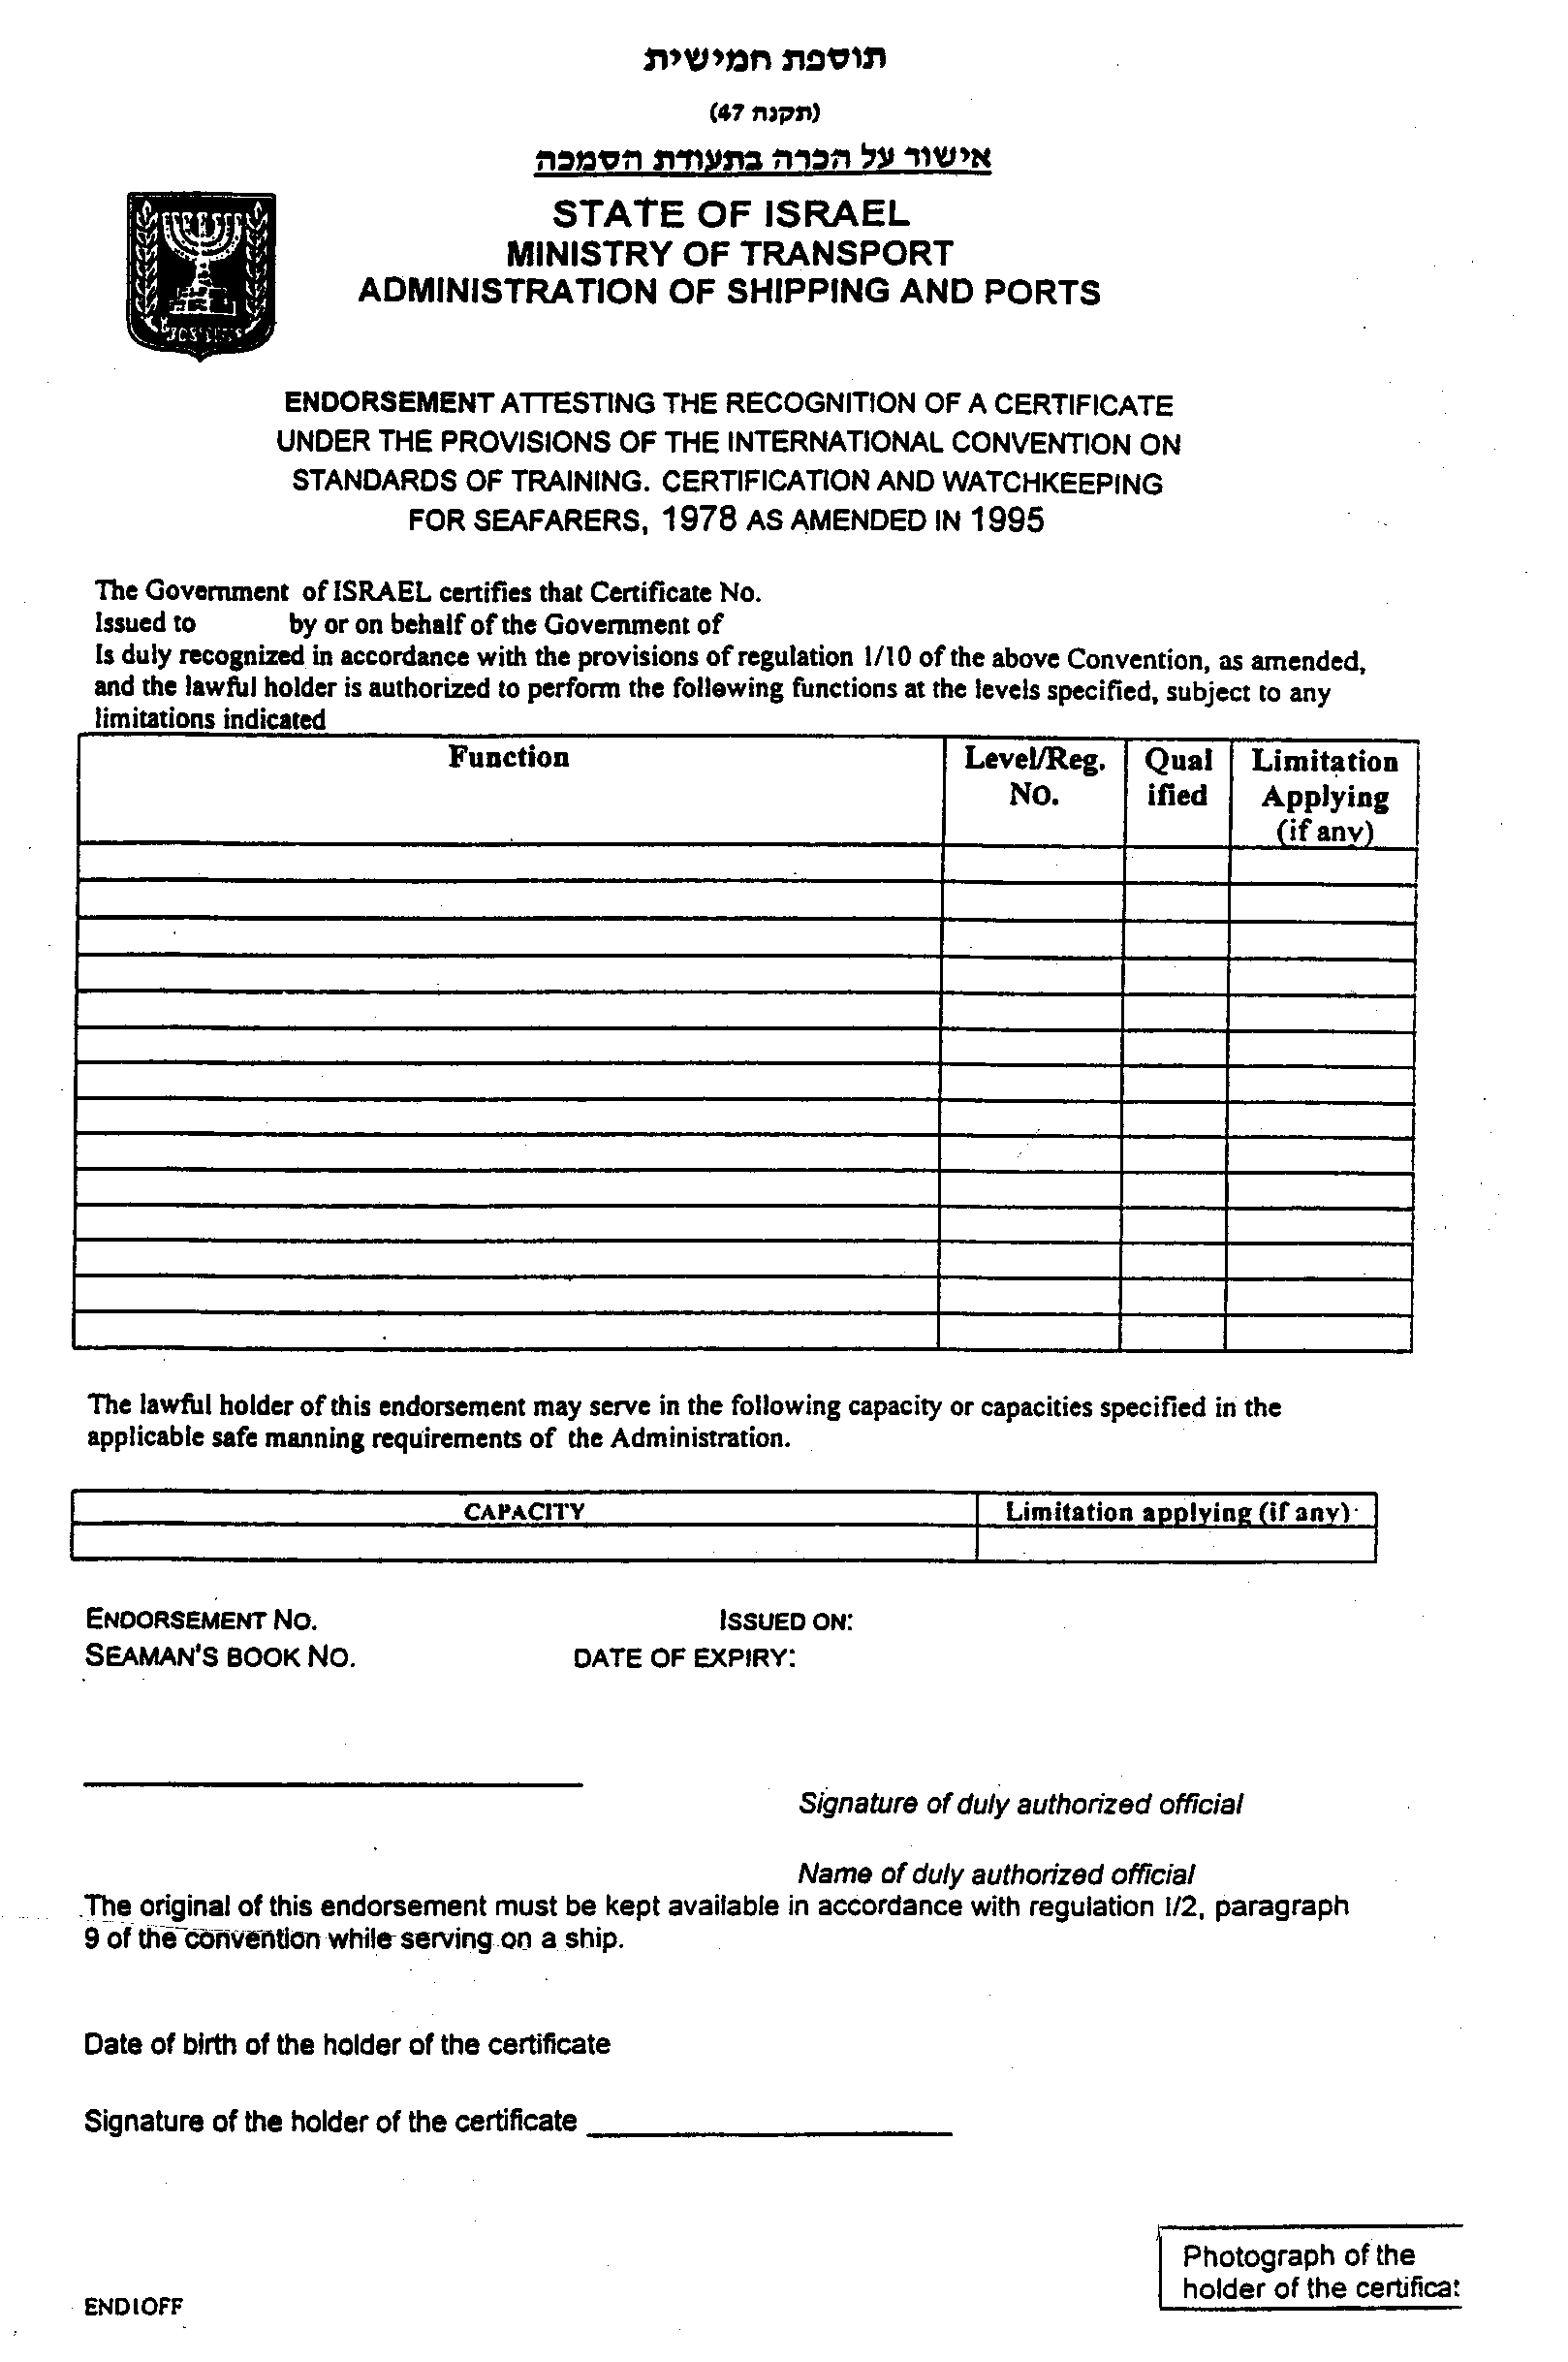 תוספת חמישית
(תקנה 47)
אישור על הכרה בתעודת הסמכה
STATE OF ISRAEL
MINISTRY OF TRANSPORT
ADMINISTRATION OF SHIPPING AND PORTS
ENDORSEMENT ATTESTING THE RECOGNITION OF A CERTIFICATE
UNDER THE PROVISIONS OF THE INTERNATIONAL CONVENTION ON
STANDARDS OF TRAINING. CERTIFICATION AND WATCHKEEPING
FOR SEAFARERS, 1978 AS AMENDED IN 1995
The Government of ISRAEL certifies that Certificate No.
Issued to by or on behalf of the Government of
Is duly recognized in accordance with the provisions of regulation 1/10 of the above Convention, as amended,
and the lawful holder is authorized to perform the following functions at the levels specified, subject to any
limitations indicated
Function Level/Reg. Qual Limitation
NO. ified Applying
(if any)
The lawful holder of this endorsement may serve in the following capacity or capacities specified in the
applicable safe manning requirements of the Administration.
CAPACITY Limitation applying (if any)
ENDORSEMENT NO. ISSUED ON:
SEAMAN'S BOOK NO. DATE OF EXPIRY:
Signature of duly authorized official
Name of duly authorized official
The original of this endorsement must be kept available in accordance with regulation I/2, paragraph
9 of the convention while serving on a ship.
Date of birth of the holder of the certificate
Signature of the holder of the certificate
Photograph of the
holder of the certificat
END1OFF